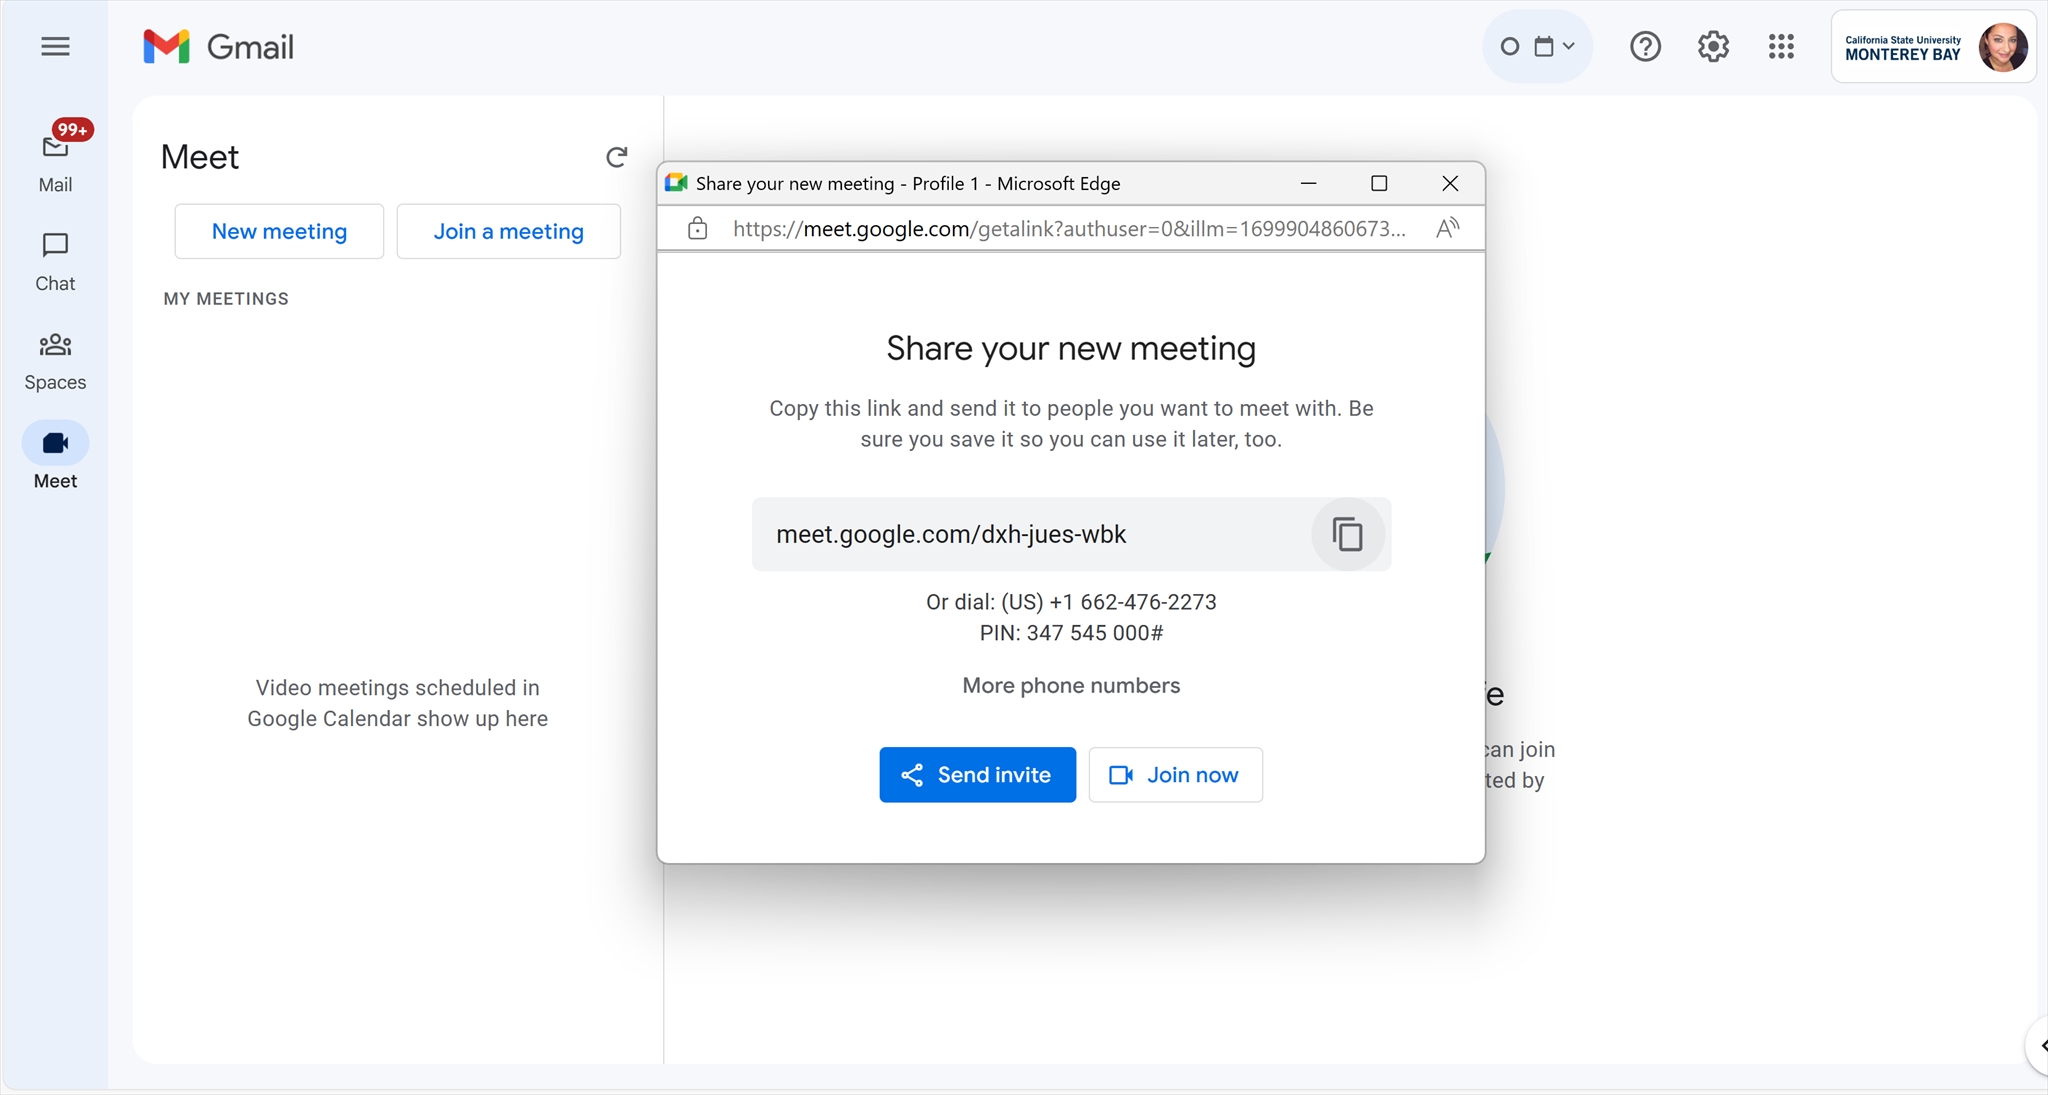 Gmail
California State University
MONTEREY BAY
99+
Mail
Chat
Spaces
Meet
Meet
New meeting
Join a meeting
MY MEETINGS
Video meetings scheduled in
Google Calendar show up here
Share your new meeting - Profile 1 - Microsoft Edge
https://meet.google.com/getalink?authuser=0&illm=1699904860673...
Share your new meeting
Copy this link and send it to people you want to meet with. Be
sure you save it so you can use it later, too.
meet.google.com/dxh-jues-wbk
Or dial: (US) +1 662-476-2273
PIN: 347 545 000#
More phone numbers
Send invite
Join now
can join